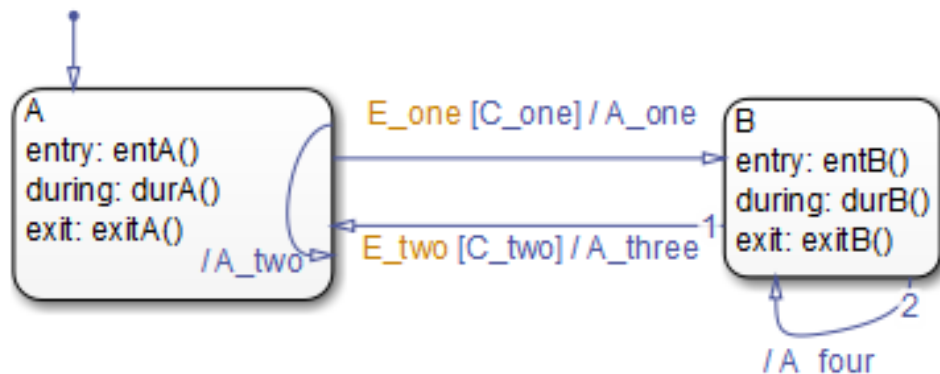 A
entry: entA()
during: durA()
exit: exitA()
/ A_two
E_one [C_one] / A_one
E_two [C_two] / A_three
1
B
entry: entB()
during: durB()
exit: exitB()
2
/ A_four